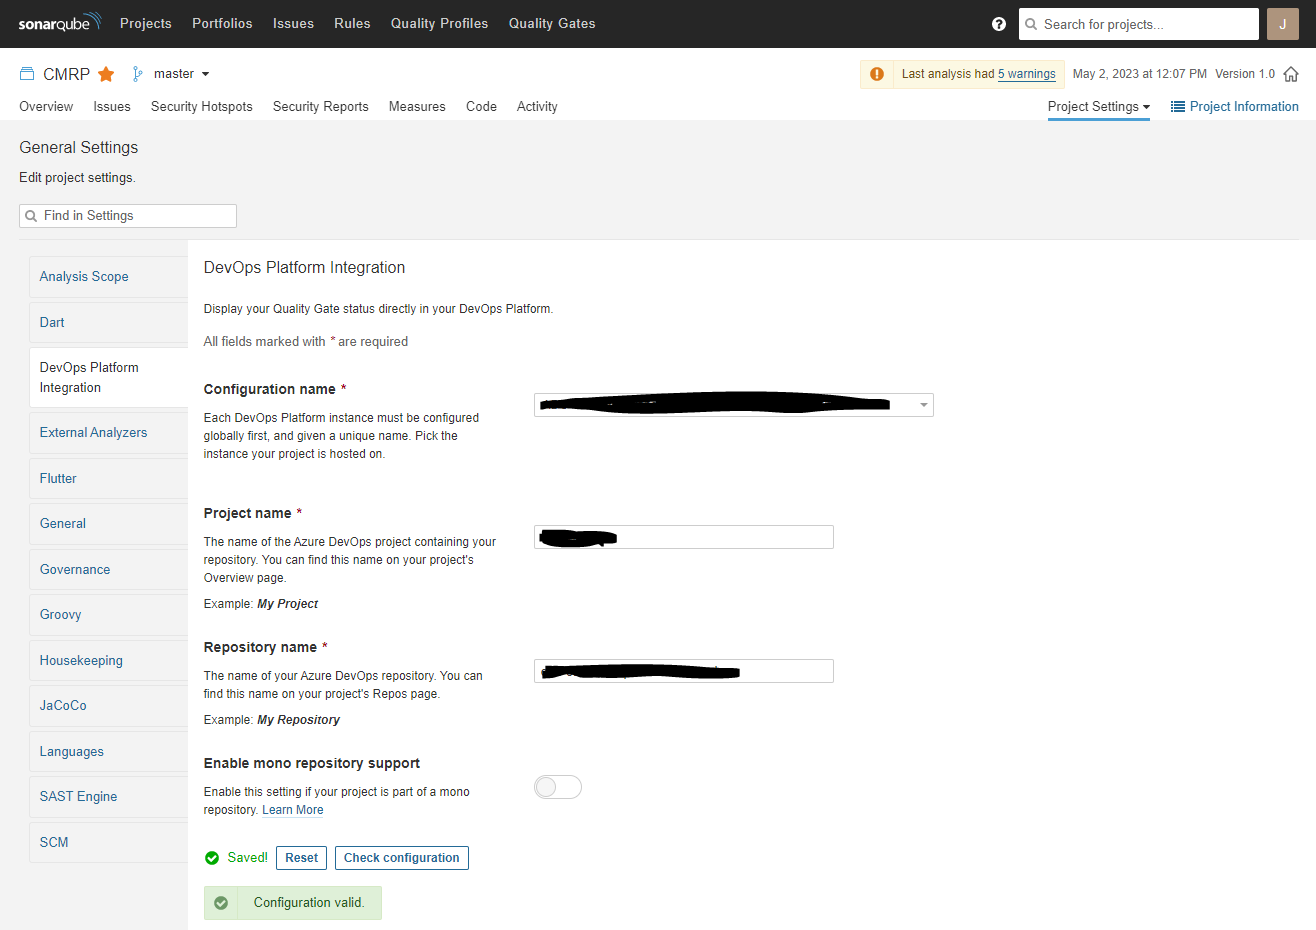 sonarqube Projects Portfolios Issues Rules Quality Profiles Quality Gates ? Search for projects... J
CMRP master Last analysis had 5 warnings May 2, 2023 at 12:07 PM Version 1.0
Overview Issues Security Hotspots Security Reports Measures Code Activity Project Settings Project Information
General Settings
Edit project settings.
Find in Settings
Analysis Scope
Dart
DevOps Platform
Integration
External Analyzers
Flutter
General
Governance
Groovy
Housekeeping
JaCoCo
Languages
SAST Engine
SCM
DevOps Platform Integration
Display your Quality Gate status directly in your DevOps Platform.
All fields marked with * are required
Configuration name *
Each DevOps Platform instance must be configured
globally first, and given a unique name. Pick the
instance your project is hosted on.
Project name *
The name of the Azure DevOps project containing your
repository. You can find this name on your project's
Overview page.
Example: My Project
Repository name *
The name of your Azure DevOps repository. You can
find this name on your project's Repos page.
Example: My Repository
Enable mono repository support
Enable this setting if your project is part of a mono
repository. Learn More
Saved! Reset Check configuration
Configuration valid.